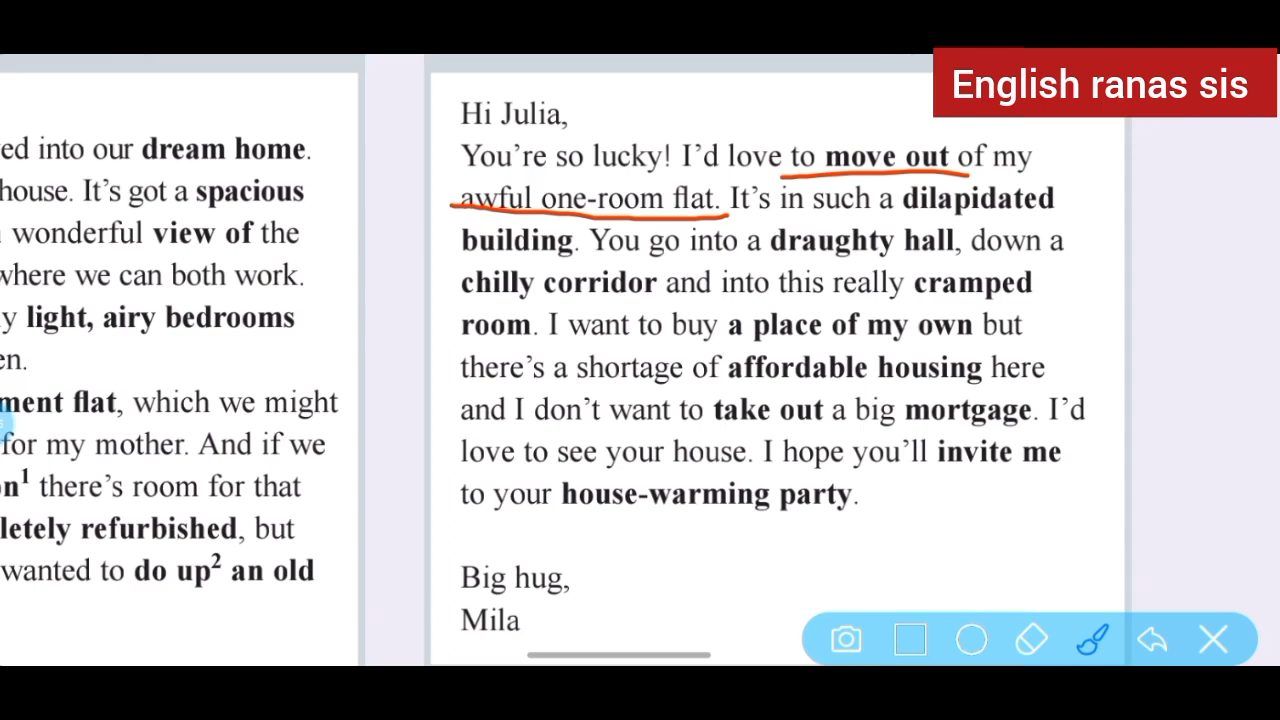 English ranas sis
ved into our dream home.
house. It's got a spacious
wonderful view of the
where we can both work.
y light, airy bedrooms
en.
ment flat, which we might
for my mother. And if we
n¹ there's room for that
letely refurbished, but
wanted to do up² an old
Hi Julia,
You're so lucky! I'd love to move out of my
awful one-room flat. It's in such a dilapidated
building. You go into a draughty hall, down a
chilly corridor and into this really cramped
room. I want to buy a place of my own but
there's a shortage of affordable housing here
and I don't want to take out a big mortgage. I'd
love to see your house. I hope you'll invite me
to your house-warming party.
Big hug,
Mila